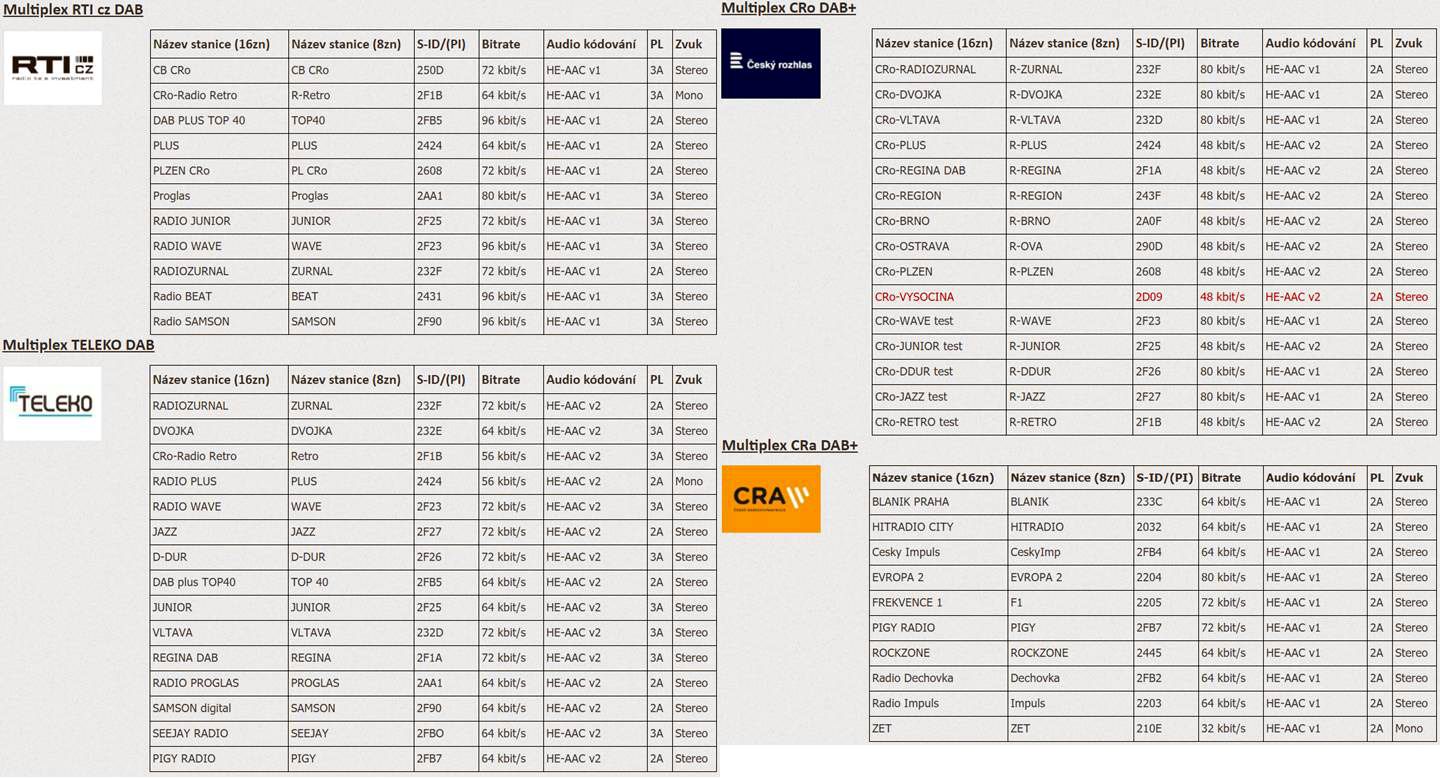 Multiplex RTI cz DAB
RTI CZ
radio tv a investment
Název stanice (16zn) Název stanice (8zn) S-ID/(PI) Bitrate Audio kódování PL Zvuk
CB CRo CB CRo 250D 72 kbit/s HE-AAC v1 3A Stereo
CRo-Radio Retro R-Retro 2F1B 64 kbit/s HE-AAC v1 3A Mono
DAB PLUS TOP 40 TOP40 2FB5 96 kbit/s HE-AAC v1 2A Stereo
PLUS PLUS 2424 64 kbit/s HE-AAC v1 2A Stereo
PLZEN CRo PL CRo 2608 72 kbit/s HE-AAC v1 2A Stereo
Proglas Proglas 2AA1 80 kbit/s HE-AAC v1 3A Stereo
RADIO JUNIOR JUNIOR 2F25 72 kbit/s HE-AAC v1 3A Stereo
RADIO WAVE WAVE 2F23 96 kbit/s HE-AAC v1 3A Stereo
RADIOZURNAL ZURNAL 232F 72 kbit/s HE-AAC v1 2A Stereo
Radio BEAT BEAT 2431 96 kbit/s HE-AAC v1 3A Stereo
Radio SAMSON SAMSON 2F90 96 kbit/s HE-AAC v1 3A Stereo
Multiplex TELEKO DAB
TELEKO
Název stanice (16zn) Název stanice (8zn) S-ID/(PI) Bitrate Audio kódování PL Zvuk
RADIOZURNAL ZURNAL 232F 72 kbit/s HE-AAC v2 2A Stereo
DVOJKA DVOJKA 232E 64 kbit/s HE-AAC v2 3A Stereo
CRo-Radio Retro Retro 2F1B 56 kbit/s HE-AAC v2 3A Stereo
RADIO PLUS PLUS 2424 56 kbit/s HE-AAC v2 2A Mono
RADIO WAVE WAVE 2F23 72 kbit/s HE-AAC v2 3A Stereo
JAZZ JAZZ 2F27 72 kbit/s HE-AAC v2 2A Stereo
D-DUR D-DUR 2F26 72 kbit/s HE-AAC v2 3A Stereo
DAB plus TOP40 TOP 40 2FB5 64 kbit/s HE-AAC v2 2A Stereo
JUNIOR JUNIOR 2F25 64 kbit/s HE-AAC v2 3A Stereo
VLTAVA VLTAVA 232D 72 kbit/s HE-AAC v2 3A Stereo
REGINA DAB REGINA 2F1A 72 kbit/s HE-AAC v2 3A Stereo
RADIO PROGLAS PROGLAS 2AA1 64 kbit/s HE-AAC v2 2A Stereo
SAMSON digital SAMSON 2F90 64 kbit/s HE-AAC v2 2A Stereo
SEEJAY RADIO SEEJAY 2FBO 64 kbit/s HE-AAC v2 3A Stereo
PIGY RADIO PIGY 2FB7 64 kbit/s HE-AAC v2 2A Stereo
Multiplex CRo DAB+
Český rozhlas
Název stanice (16zn) Název stanice (8zn) S-ID/(PI) Bitrate Audio kódování PL Zvuk
CRo-RADIOZURNAL R-ZURNAL 232F 80 kbit/s HE-AAC v1 2A Stereo
CRo-DVOJKA R-DVOJKA 232E 80 kbit/s HE-AAC v1 2A Stereo
CRo-VLTAVA R-VLTAVA 232D 80 kbit/s HE-AAC v1 2A Stereo
CRo-PLUS R-PLUS 2424 48 kbit/s HE-AAC v2 2A Stereo
CRo-REGINA DAB R-REGINA 2F1A 48 kbit/s HE-AAC v2 2A Stereo
CRo-REGION R-REGION 243F 48 kbit/s HE-AAC v2 2A Stereo
CRo-BRNO R-BRNO 2A0F 48 kbit/s HE-AAC v2 2A Stereo
CRo-OSTRAVA R-OVA 290D 48 kbit/s HE-AAC v2 2A Stereo
CRo-PLZEN R-PLZEN 2608 48 kbit/s HE-AAC v2 2A Stereo
CRo-VYSOCINA 2D09 48 kbit/s HE-AAC v2 2A Stereo
CRo-WAVE test R-WAVE 2F23 80 kbit/s HE-AAC v1 2A Stereo
CRo-JUNIOR test R-JUNIOR 2F25 48 kbit/s HE-AAC v2 2A Stereo
CRo-DDUR test R-DDUR 2F26 80 kbit/s HE-AAC v1 2A Stereo
CRo-JAZZ test R-JAZZ 2F27 80 kbit/s HE-AAC v1 2A Stereo
CRo-RETRO test R-RETRO 2F1B 48 kbit/s HE-AAC v2 2A Stereo
Multiplex CRa DAB+
CRA
Název stanice (16zn) Název stanice (8zn) S-ID/(PI) Bitrate Audio kódování PL Zvuk
BLANIK PRAHA BLANIK 233C 64 kbit/s HE-AAC v1 2A Stereo
HITRADIO CITY HITRADIO 2032 64 kbit/s HE-AAC v1 2A Stereo
Cesky Impuls CeskyImp 2FB4 64 kbit/s HE-AAC v1 2A Stereo
EVROPA 2 EVROPA 2 2204 80 kbit/s HE-AAC v1 2A Stereo
FREKVENCE 1 F1 2205 72 kbit/s HE-AAC v1 2A Stereo
PIGY RADIO PIGY 2FB7 72 kbit/s HE-AAC v1 2A Stereo
ROCKZONE ROCKZONE 2445 64 kbit/s HE-AAC v1 2A Stereo
Radio Dechovka Dechovka 2FB2 64 kbit/s HE-AAC v1 2A Stereo
Radio Impuls Impuls 2203 64 kbit/s HE-AAC v1 2A Stereo
ZET ZET 210E 32 kbit/s HE-AAC v1 2A Mono